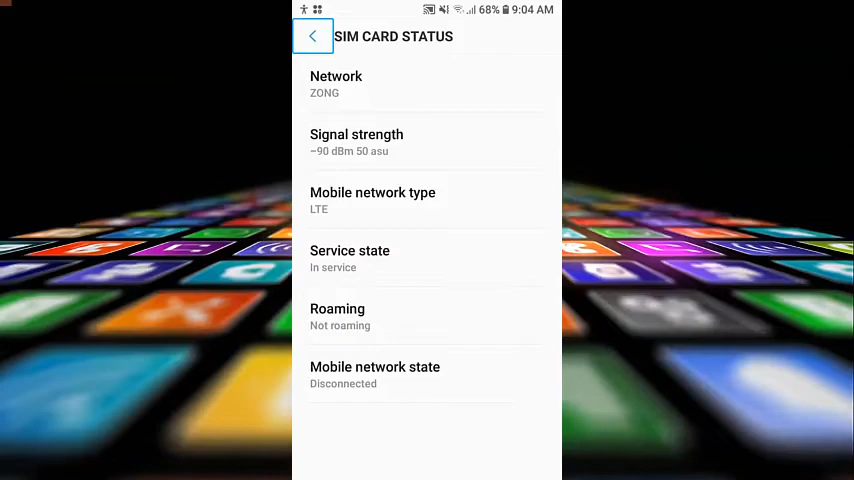 68% 9:04 AM
SIM CARD STATUS
Network
ZONG
Signal strength
−90 dBm 50 asu
Mobile network type
LTE
Service state
In service
Roaming
Not roaming
Mobile network state
Disconnected